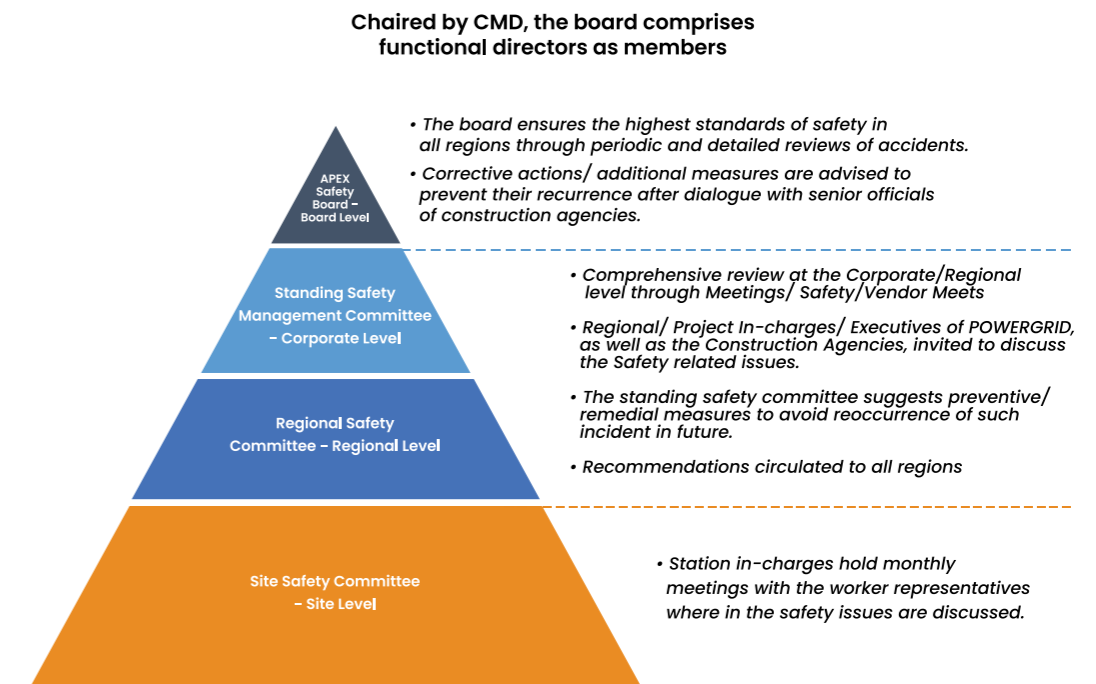 Chaired by CMD, the board comprises
functional directors as members
APEX
Safety
Board –
Board Level
• The board ensures the highest standards of safety in
all regions through periodic and detailed reviews of accidents.
• Corrective actions/ additional measures are advised to
prevent their recurrence after dialogue with senior officials
of construction agencies.
Standing Safety
Management Committee
– Corporate Level
Regional Safety
Committee – Regional Level
• Comprehensive review at the Corporate/Regional
level through Meetings/ Safety/Vendor Meets
• Regional/ Project In-charges/ Executives of POWERGRID,
as well as the Construction Agencies, invited to discuss
the Safety related issues.
• The standing safety committee suggests preventive/
remedial measures to avoid reoccurrence of such
incident in future.
• Recommendations circulated to all regions
Site Safety Committee
– Site Level
• Station in-charges hold monthly
meetings with the worker representatives
where in the safety issues are discussed.